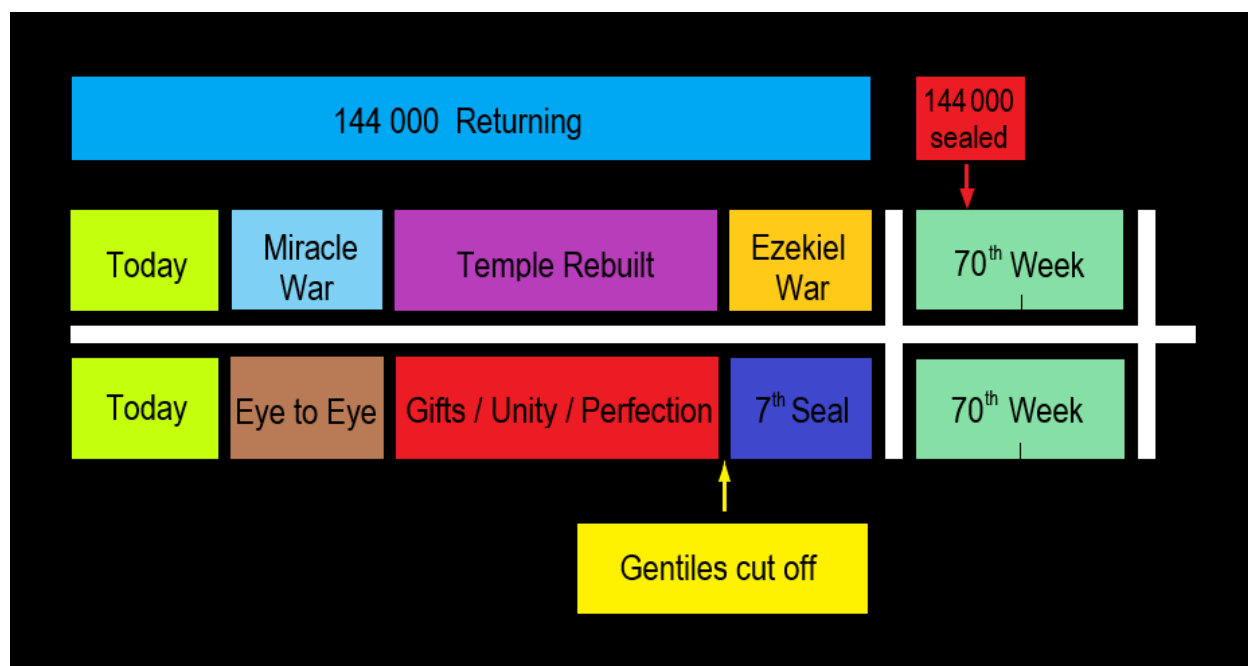 144 000 Returning
144 000
sealed
Today
Miracle
War
Temple Rebuilt
Ezekiel
War
70th Week
Today
Eye to Eye
Gifts / Unity / Perfection
7th Seal
70th Week
Gentiles cut off